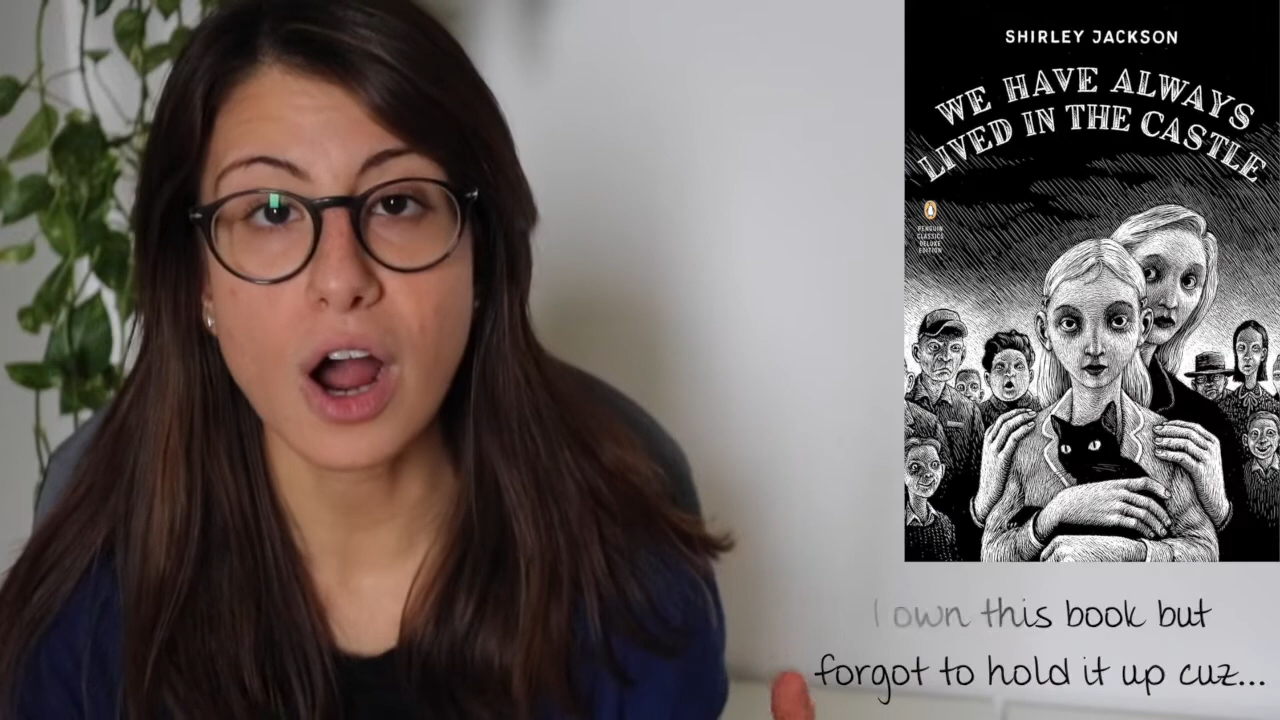 SHIRLEY JACKSON
WE HAVE ALWAYS
LIVED IN THE CASTLE
PENGUIN
CLASSICS
DELUXE
EDITION
I own this book but
forgot to hold it up cuz...